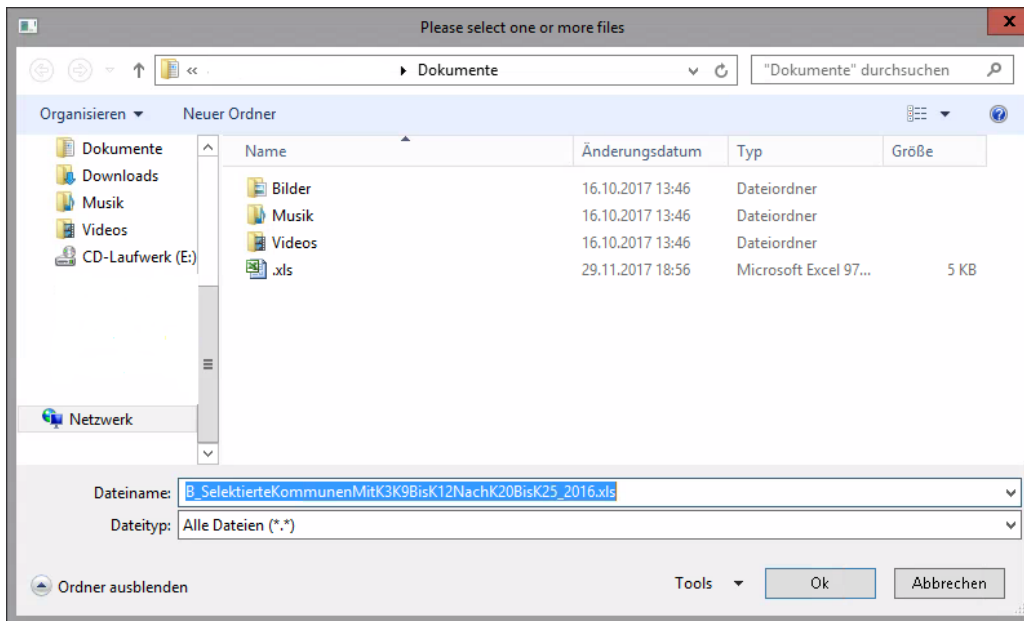 Please select one or more files
x
« Dokumente "Dokumente" durchsuchen
Organisieren Neuer Ordner ?
Name Änderungsdatum Typ Größe
Dokumente
Downloads
Musik
Videos
CD-Laufwerk (E:)
Netzwerk
Bilder 16.10.2017 13:46 Dateiordner
Musik 16.10.2017 13:46 Dateiordner
Videos 16.10.2017 13:46 Dateiordner
.xls 29.11.2017 18:56 Microsoft Excel 97... 5 KB
Dateiname: B_SelektierteKommunenMitK3K9BisK12NachK20BisK25_2016.xls
Dateityp: Alle Dateien (*.*)
Ordner ausblenden Tools Ok Abbrechen